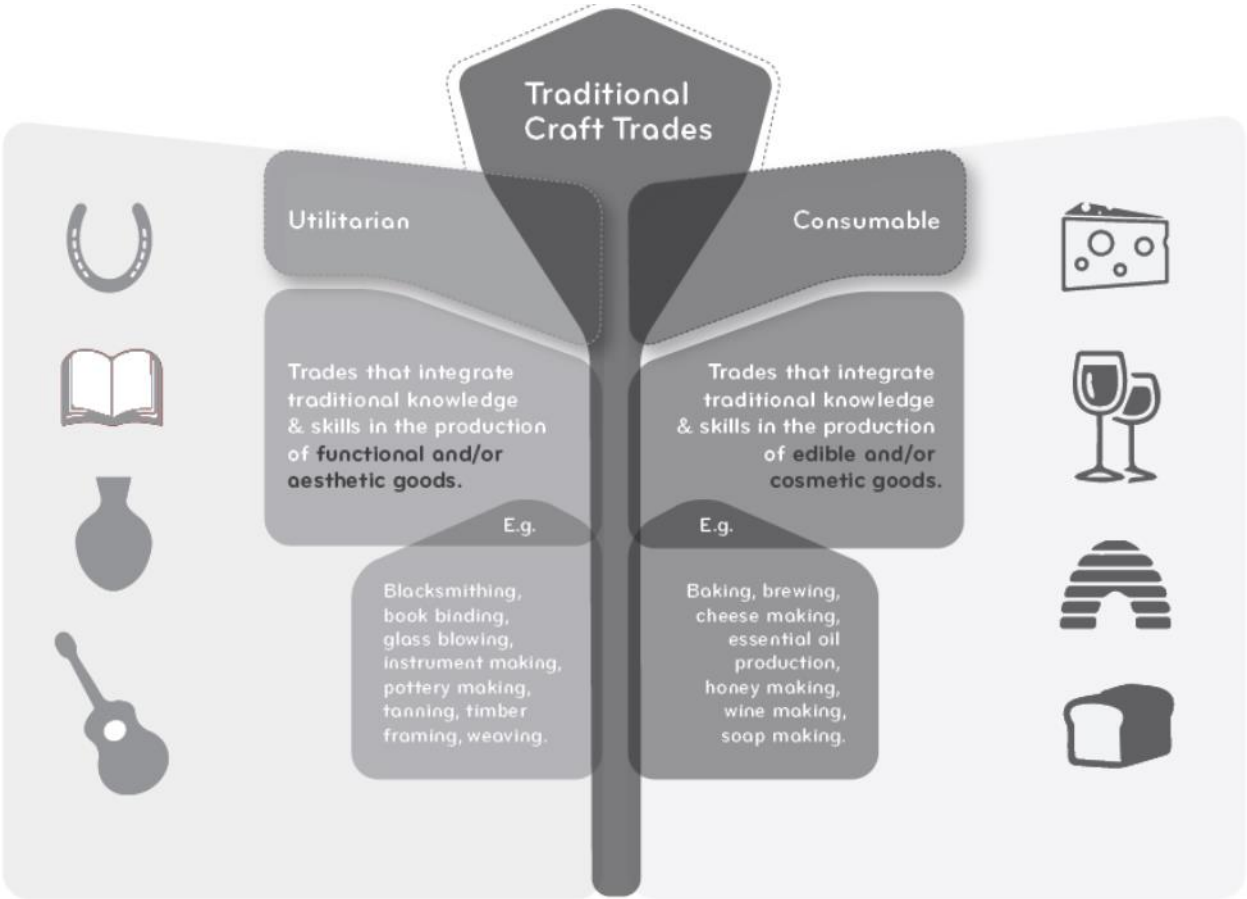 Traditional
Craft Trades
Utilitarian
Trades that integrate
traditional knowledge
& skills in the production
of functional and/or
aesthetic goods.
E.g.
Blacksmithing,
book binding,
glass blowing,
instrument making,
pottery making,
tanning, timber
framing, weaving.
Consumable
Trades that integrate
traditional knowledge
& skills in the production
of edible and/or
cosmetic goods.
E.g.
Baking, brewing,
cheese making,
essential oil
production,
honey making,
wine making,
soap making.